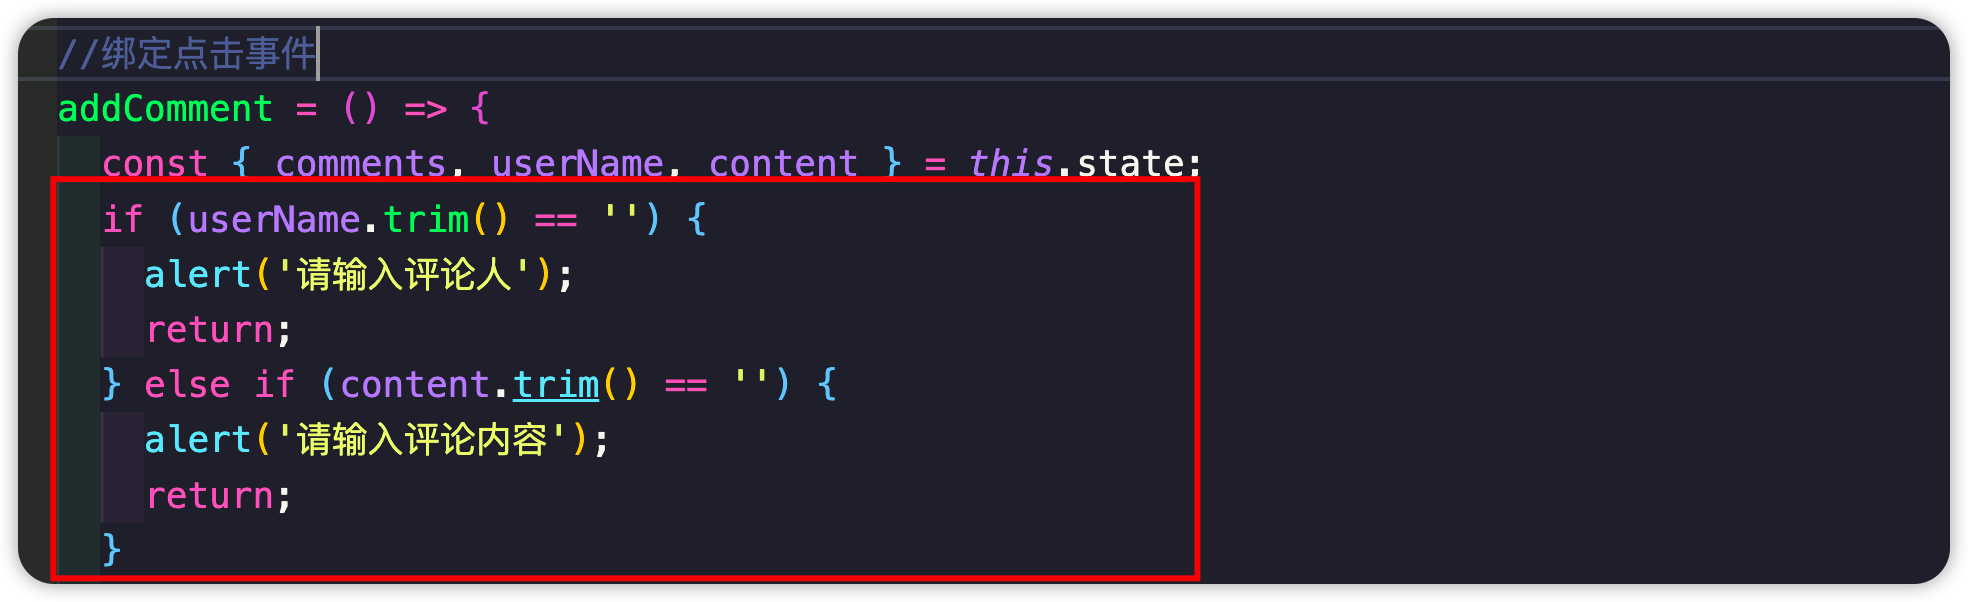 //绑定点击事件
addComment = () => {
const { comments, userName, content } = this.state;
if (userName.trim() == '') {
alert('请输入评论人');
return;
} else if (content.trim() == '') {
alert('请输入评论内容');
return;
}